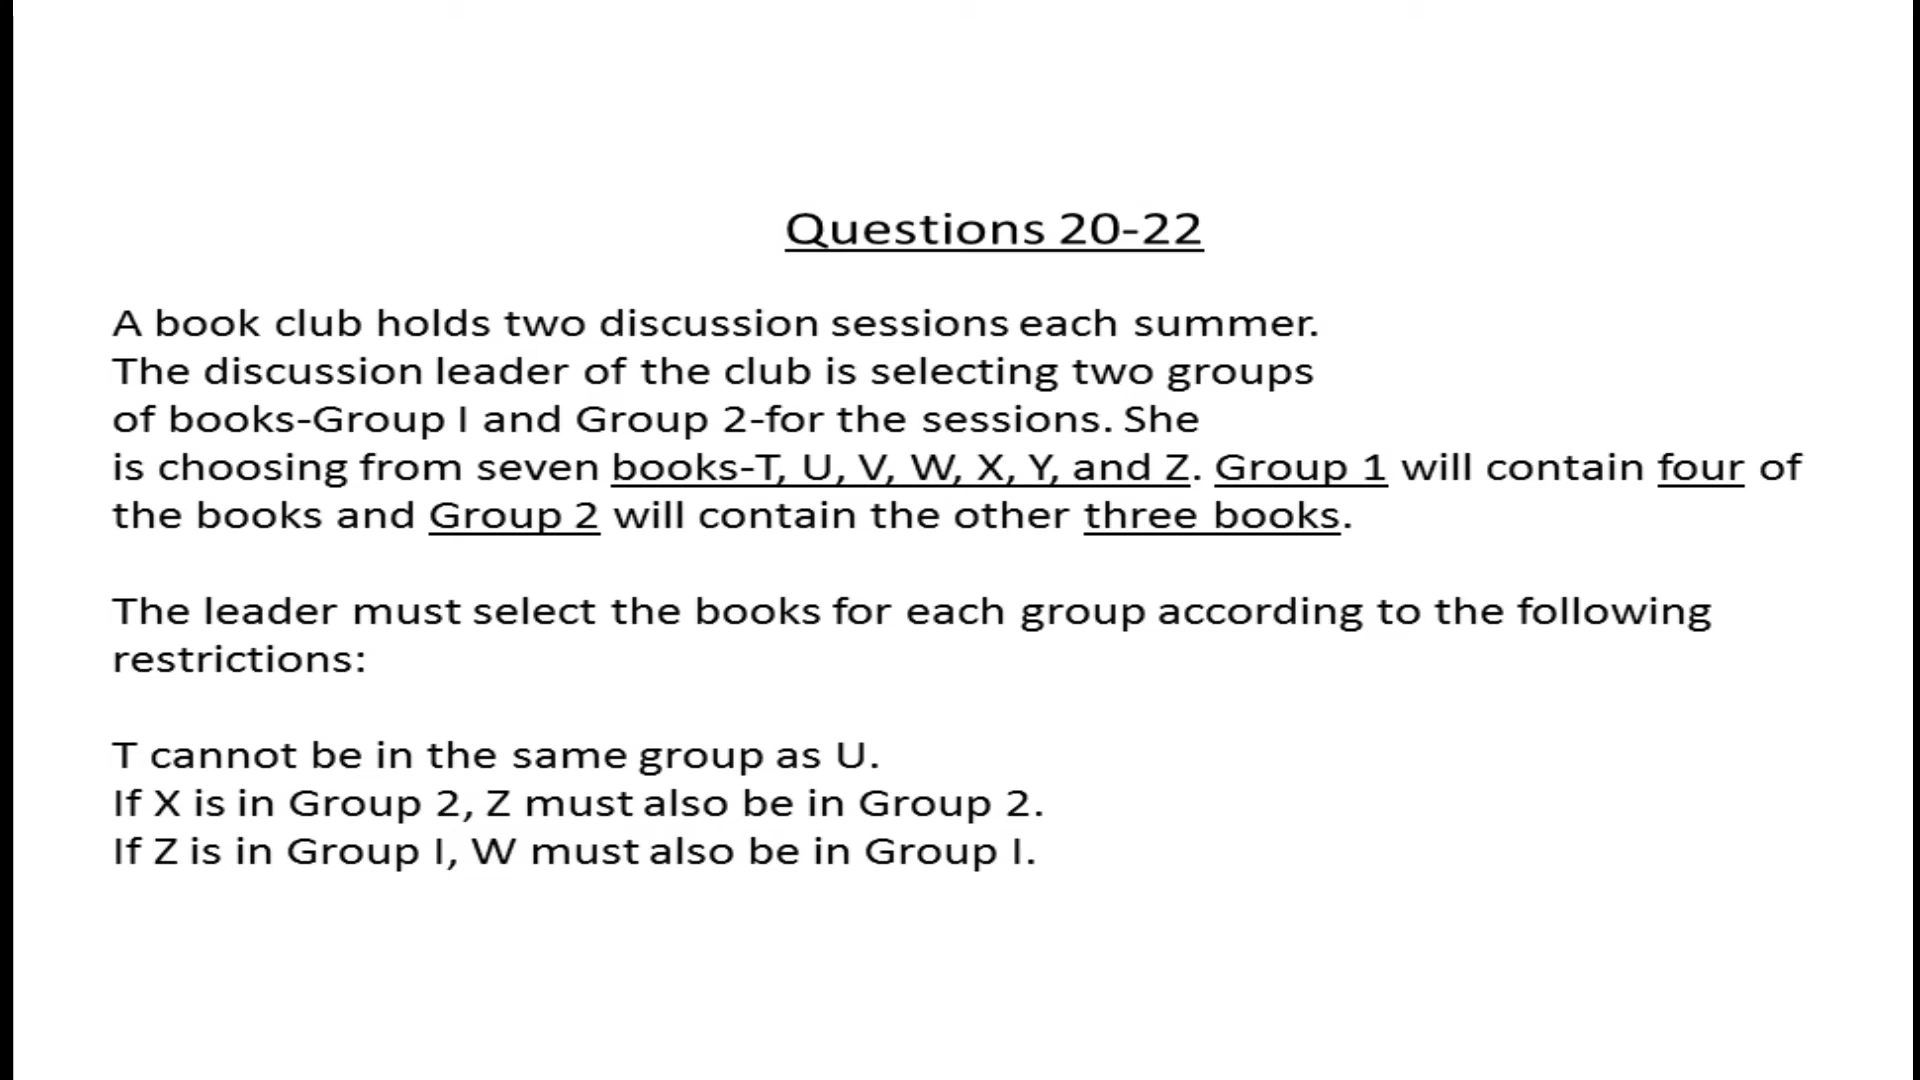 Questions 20-22
A book club holds two discussion sessions each summer.
The discussion leader of the club is selecting two groups
of books-Group I and Group 2-for the sessions. She
is choosing from seven books-T, U, V, W, X, Y, and Z. Group 1 will contain four of
the books and Group 2 will contain the other three books.
The leader must select the books for each group according to the following
restrictions:
T cannot be in the same group as U.
If X is in Group 2, Z must also be in Group 2.
If Z is in Group I, W must also be in Group I.